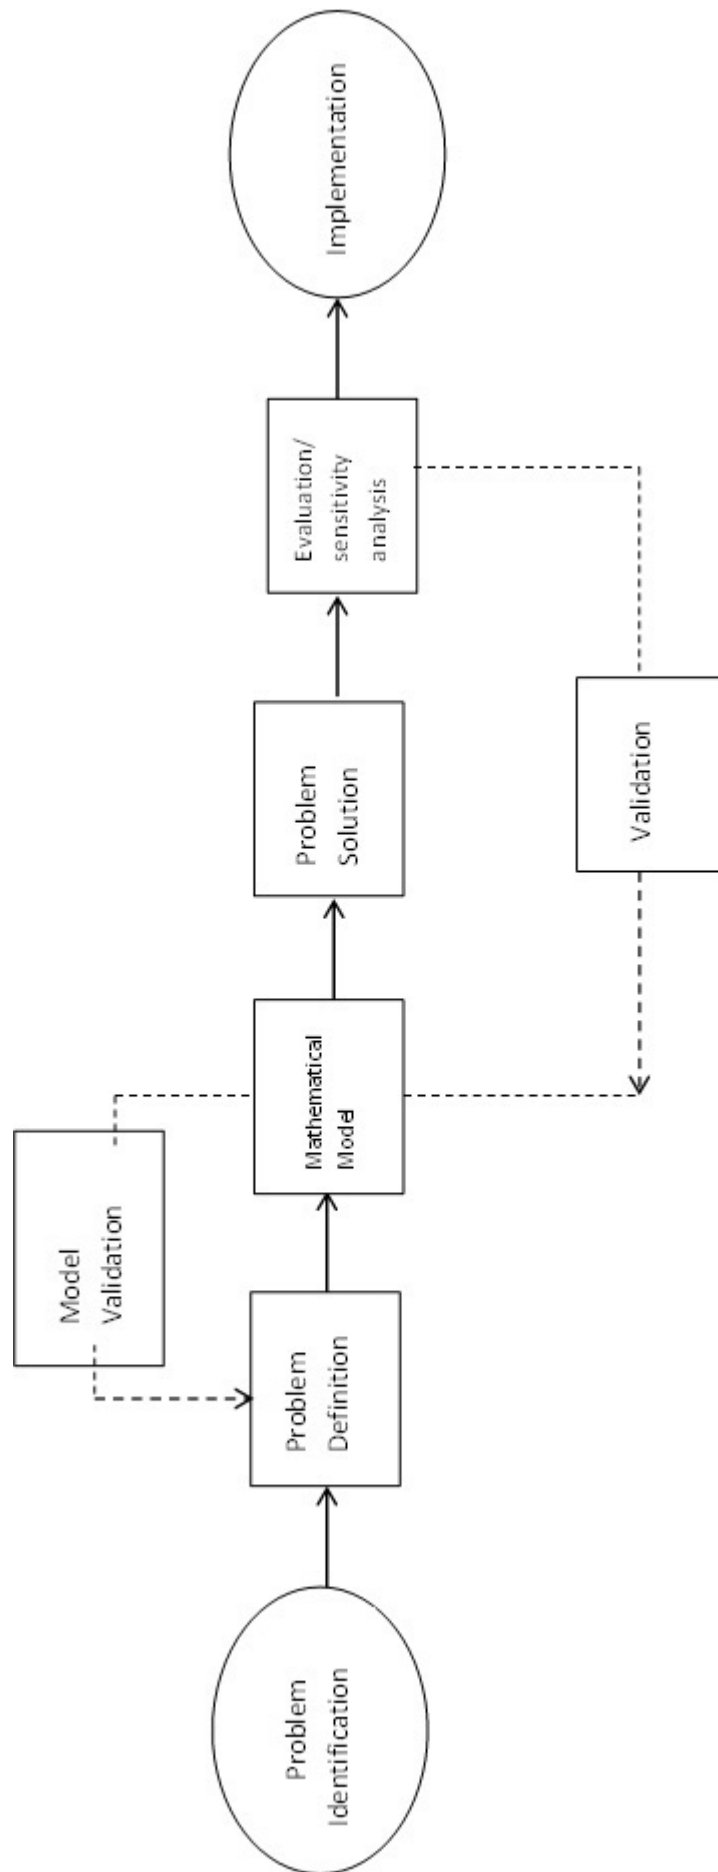 Problem
Identification
Problem
Definition
Model
Validation
Mathematical
Model
Problem
Solution
Evaluation/
sensitivity
analysis
Validation
Implementation